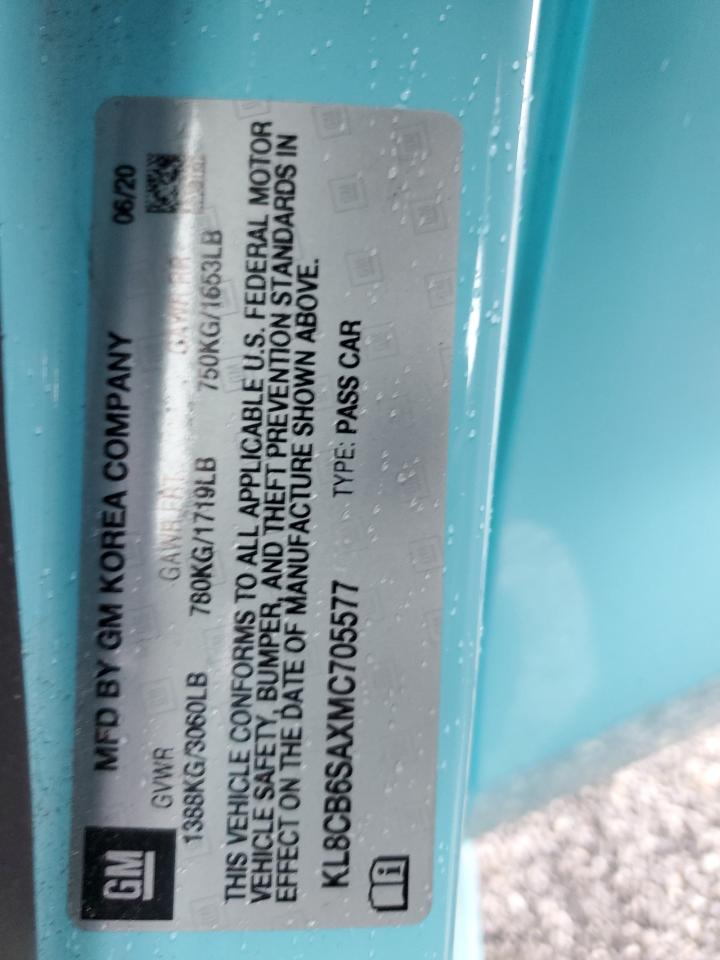 GM
MFD BY GM KOREA COMPANY 06/20
GVWR GAWR FRT GAWR RR
1388KG/3060LB 780KG/1719LB 750KG/1653LB
THIS VEHICLE CONFORMS TO ALL APPLICABLE U.S. FEDERAL MOTOR
VEHICLE SAFETY, BUMPER, AND THEFT PREVENTION STANDARDS IN
EFFECT ON THE DATE OF MANUFACTURE SHOWN ABOVE.
KL8CB6SAXMC705577 TYPE: PASS CAR